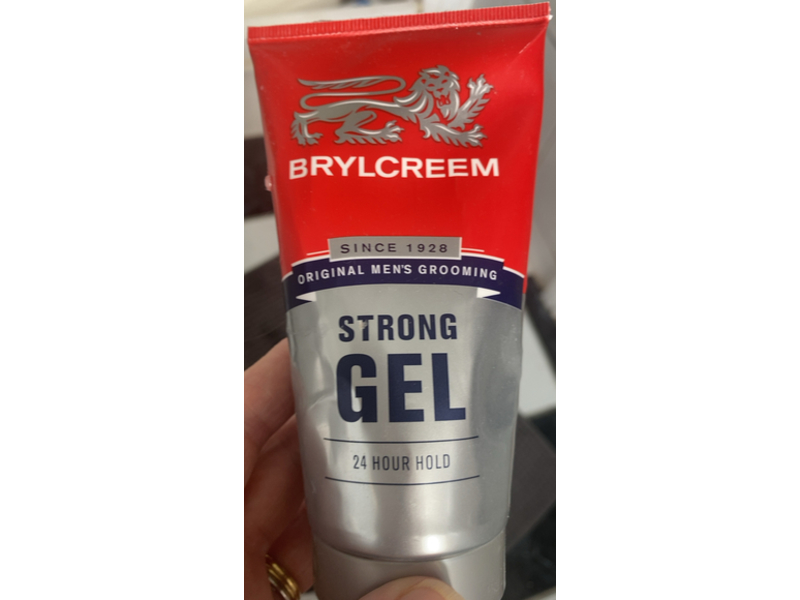 BRYLCREEM
SINCE 1928
ORIGINAL MEN'S GROOMING
STRONG
GEL
24 HOUR HOLD